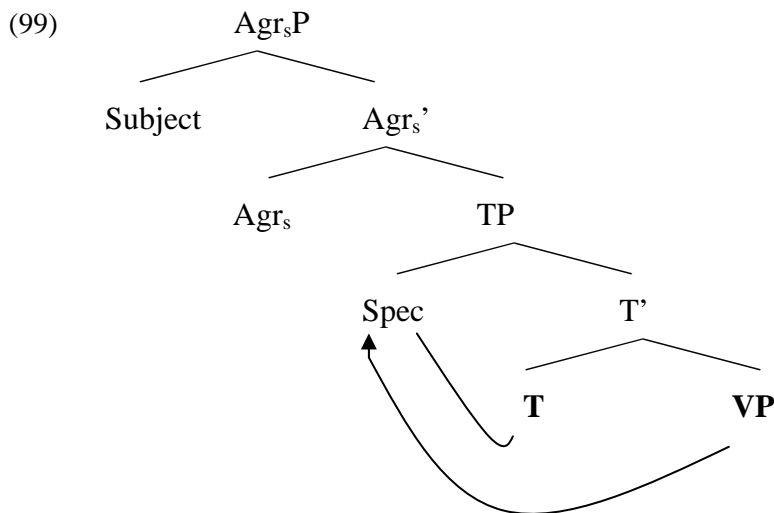 (99) AgrₛP
Subject Agrₛ’
Agrₛ TP
Spec T’
T VP